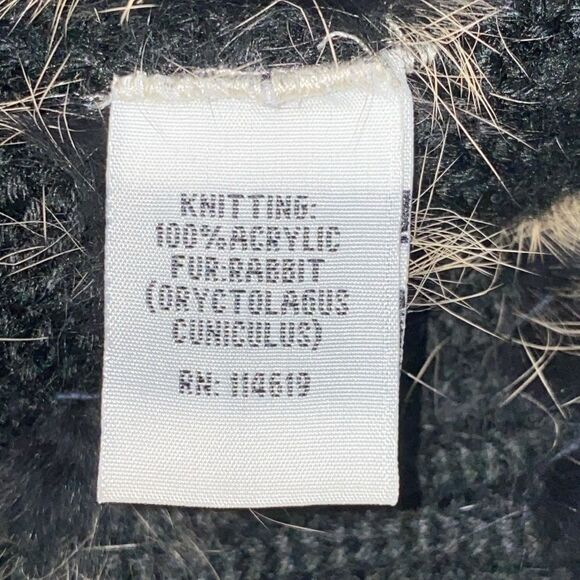 KNITTING:
100%ACRYLIC
FUR:RABBIT
(ORYCTOLAGUS
CUNICULUS)
RN: 114619